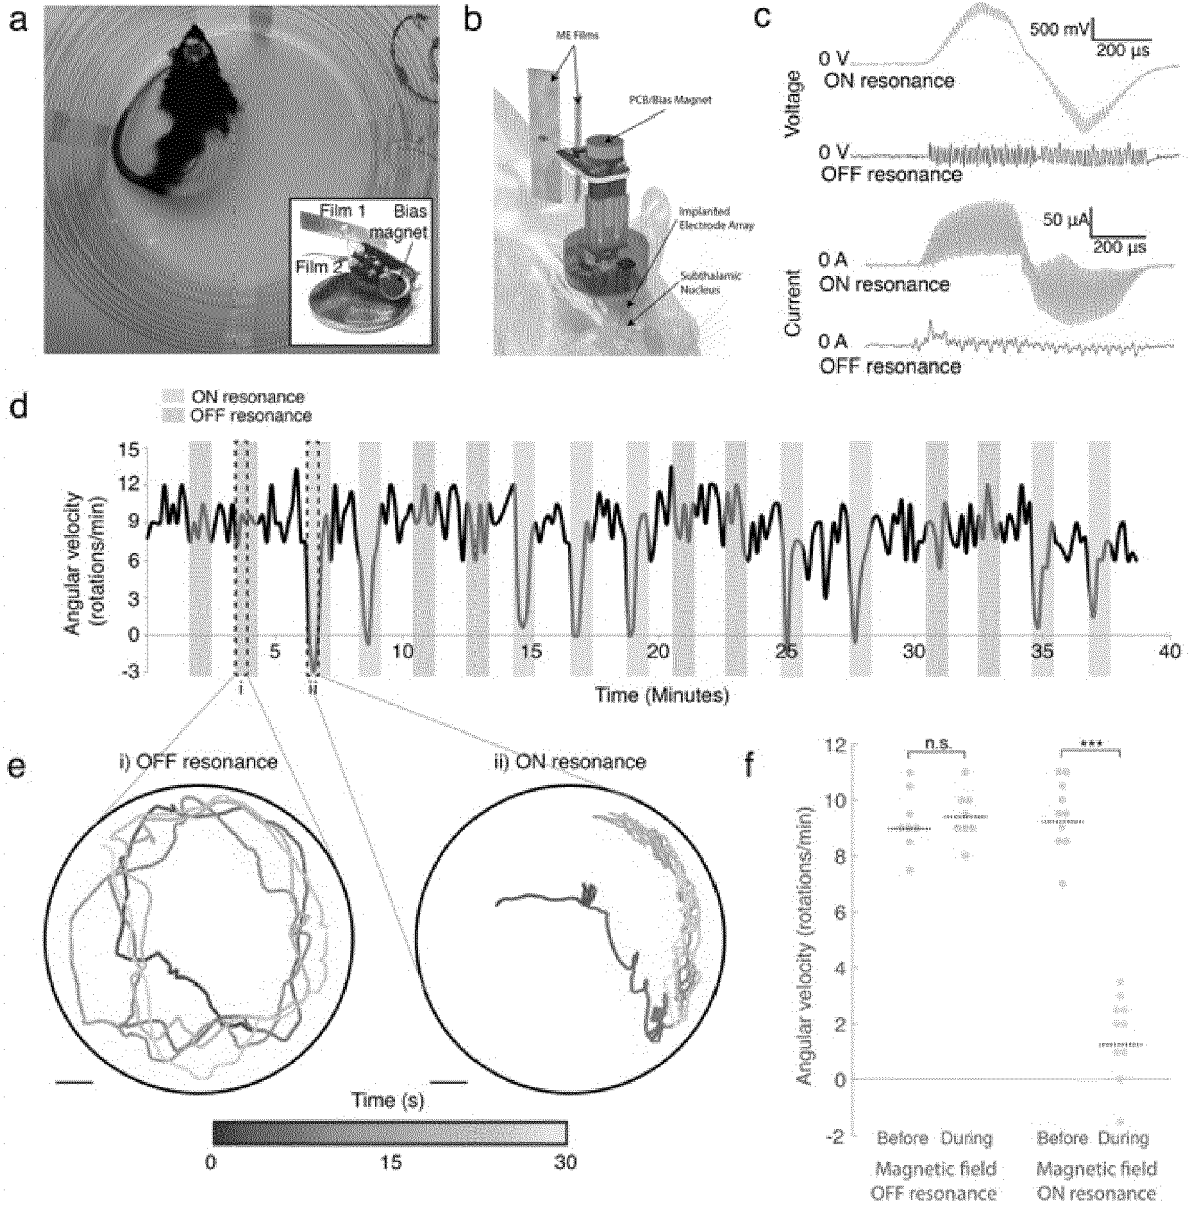 a
Film 1
Bias
magnet
Film 2
b
ME Films
PCB/Bias Magnet
Implanted
Electrode Array
Subthalamic
Nucleus
c
Voltage
500 mV
200 µs
0 V
ON resonance
0 V
OFF resonance
Current
50 µA
200 µs
0 A
ON resonance
0 A
OFF resonance
d
ON resonance
OFF resonance
Angular velocity
(rotations/min)
15
12
9
6
3
0
-3
5
10
15
20
25
30
35
40
i
ii
Time (Minutes)
e
i) OFF resonance
ii) ON resonance
Time (s)
0
15
30
f
n.s.
***
Angular velocity (rotations/min)
12
10
8
6
4
2
0
-2
Before During
Before During
Magnetic field
OFF resonance
Magnetic field
ON resonance